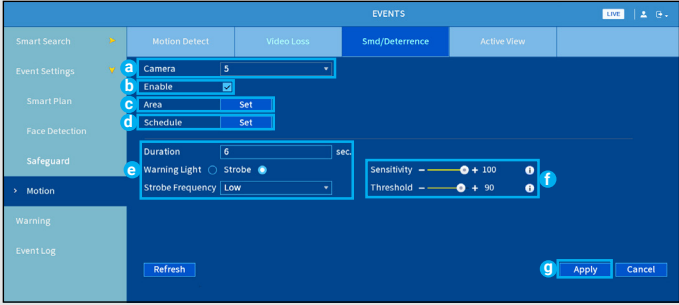 EVENTS
LIVE
Smart Search
Motion Detect
Video Loss
Smd/Deterrence
Active View
Event Settings
Smart Plan
Face Detection
Safeguard
> Motion
Warning
Event Log
a Camera 5
b Enable
c Area Set
d Schedule Set
Duration 6 sec.
e Warning Light Strobe
Strobe Frequency Low
Sensitivity − + 100 i
f
Threshold − + 90 i
Refresh
g Apply Cancel